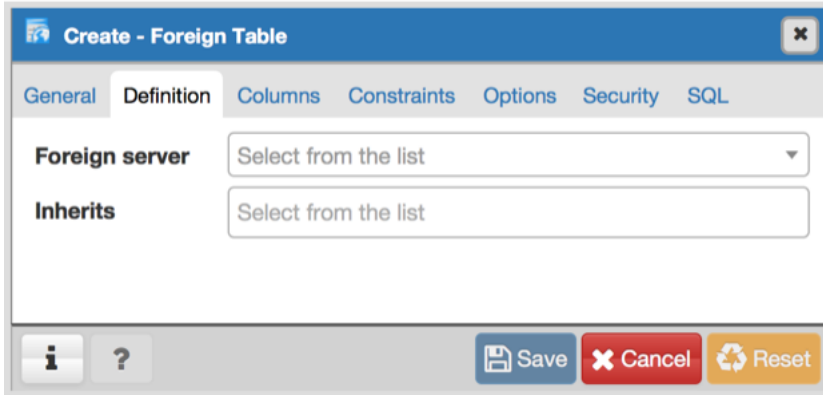 Create - Foreign Table
General Definition Columns Constraints Options Security SQL
Foreign server Select from the list
Inherits Select from the list
i ? Save Cancel Reset